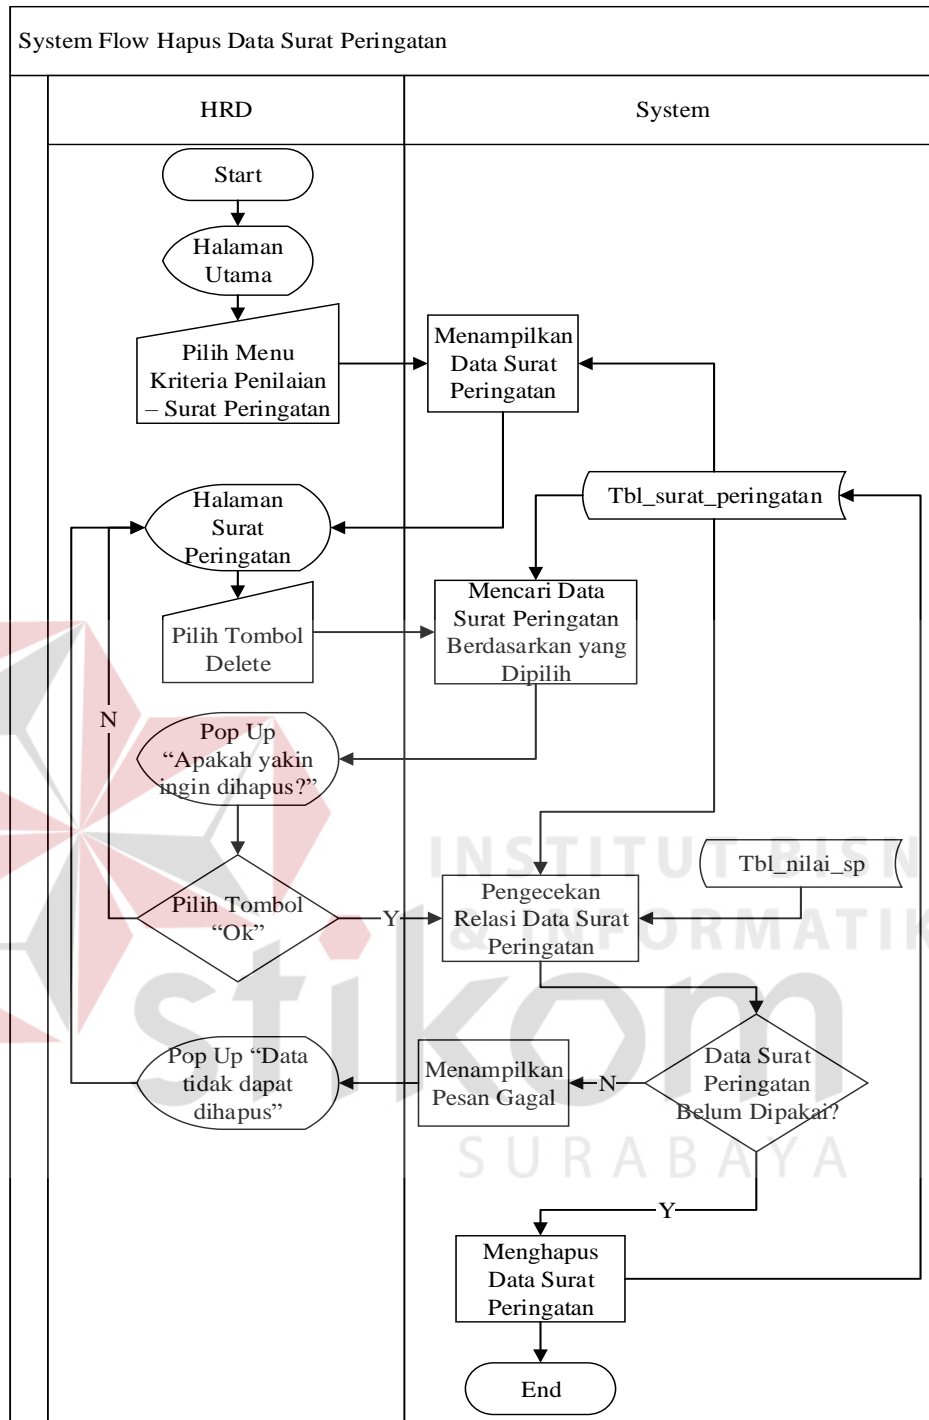 System Flow Hapus Data Surat Peringatan
HRD
System
Start
Halaman
Utama
Pilih Menu
Kriteria Penilaian
– Surat Peringatan
Menampilkan
Data Surat
Peringatan
Halaman
Surat
Peringatan
Tbl_surat_peringatan
Pilih Tombol
Delete
Mencari Data
Surat Peringatan
Berdasarkan yang
Dipilih
N
Pop Up
“Apakah yakin
ingin dihapus?”
INSTITUT BISN
Tbl_nilai_sp
Pilih Tombol
“Ok”
Y
Pengecekan
Relasi Data Surat
Peringatan
& INFORMATIK
stikom
Pop Up “Data
tidak dapat
dihapus”
Menampilkan
Pesan Gagal
N
Data Surat
Peringatan
Belum Dipakai?
SURABAYA
Y
Menghapus
Data Surat
Peringatan
End